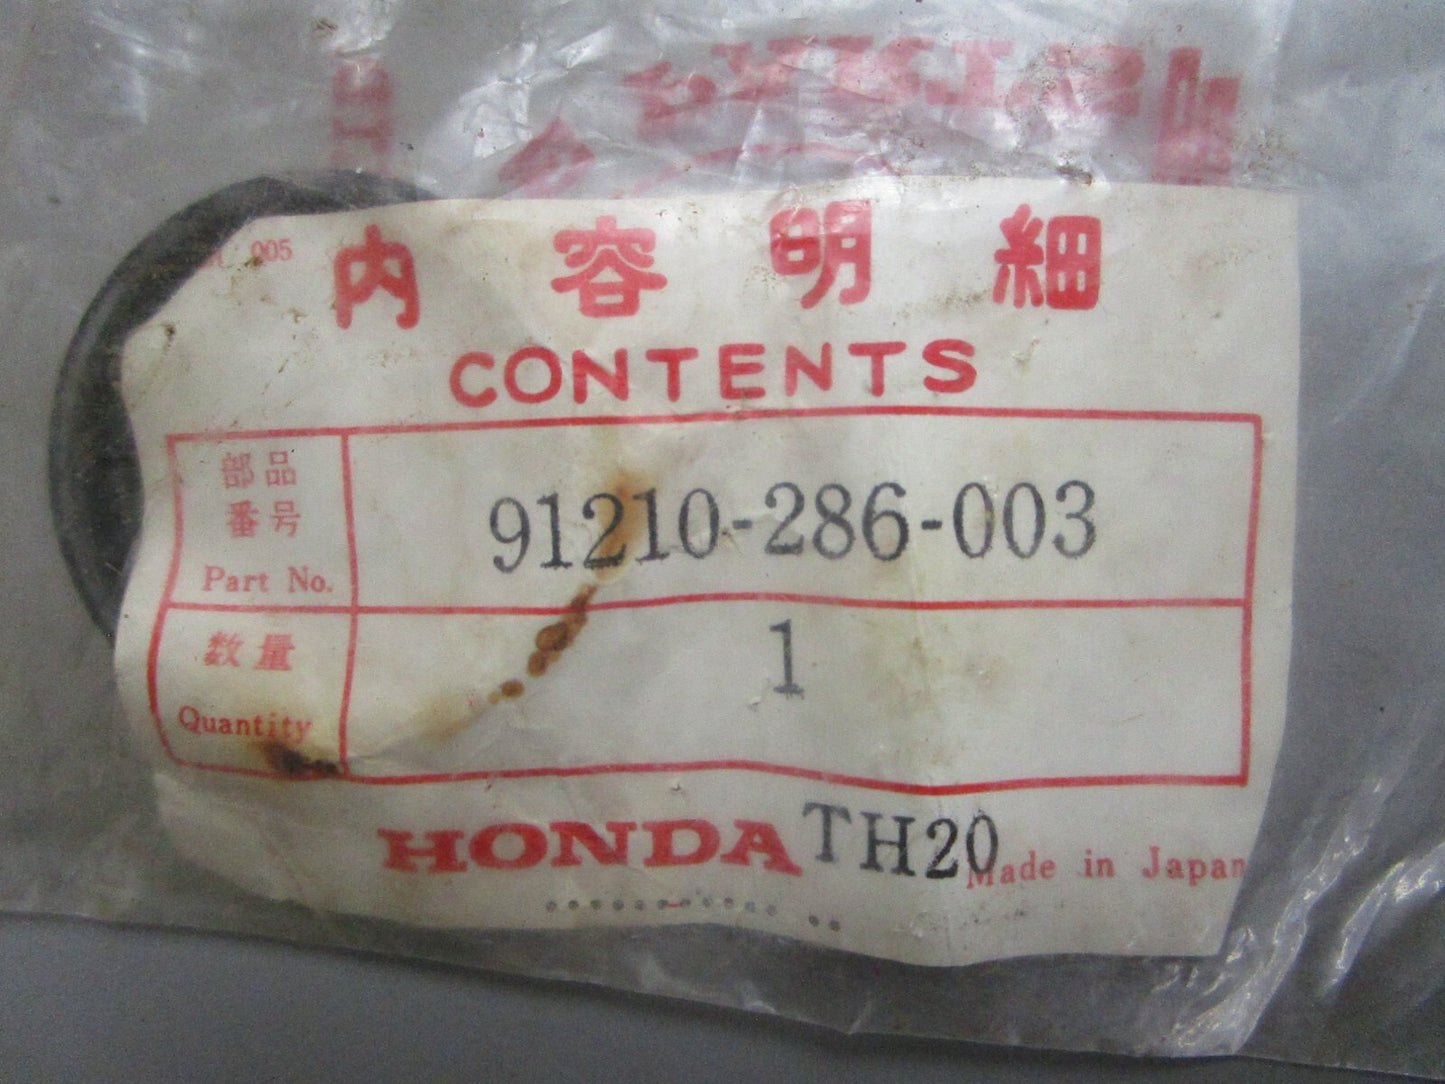 005
内容明細
CONTENTS
部品
番号
Part No.
91210-286-003
数量
Quantity
1
HONDA TH20
Made in Japan